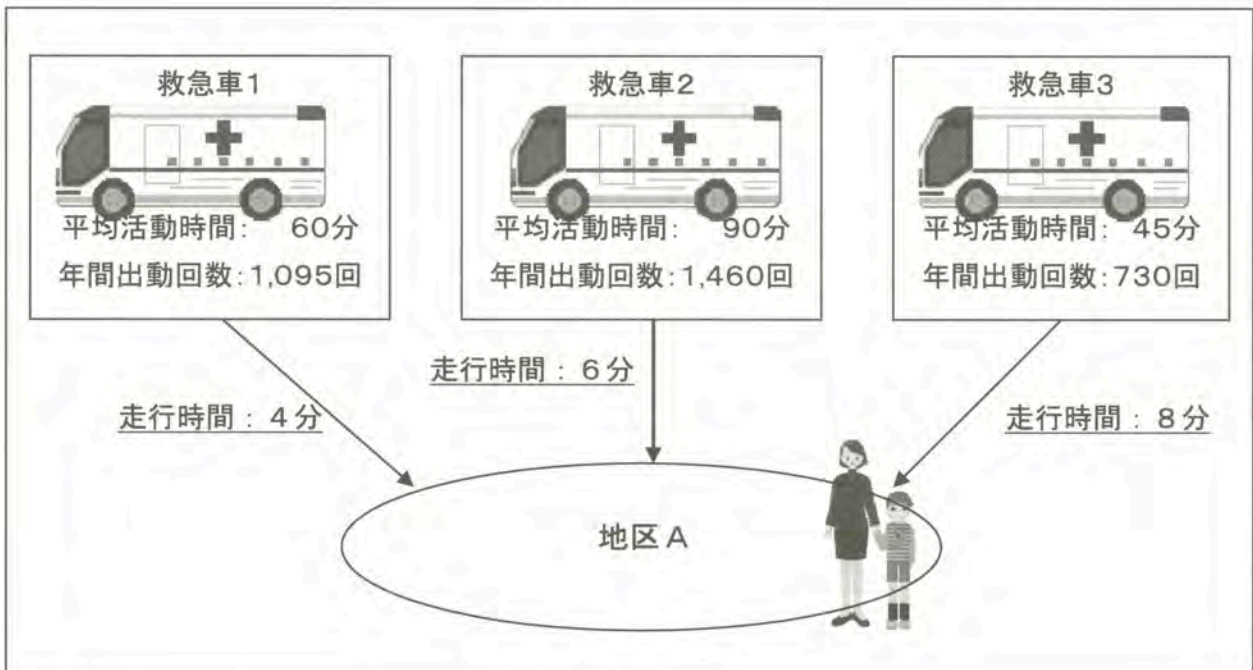 救急車1
平均活動時間: 60分
年間出動回数:1,095回
救急車2
平均活動時間: 90分
年間出動回数:1,460回
救急車3
平均活動時間: 45分
年間出動回数:730回
走行時間:4分
走行時間:6分
走行時間:8分
地区A